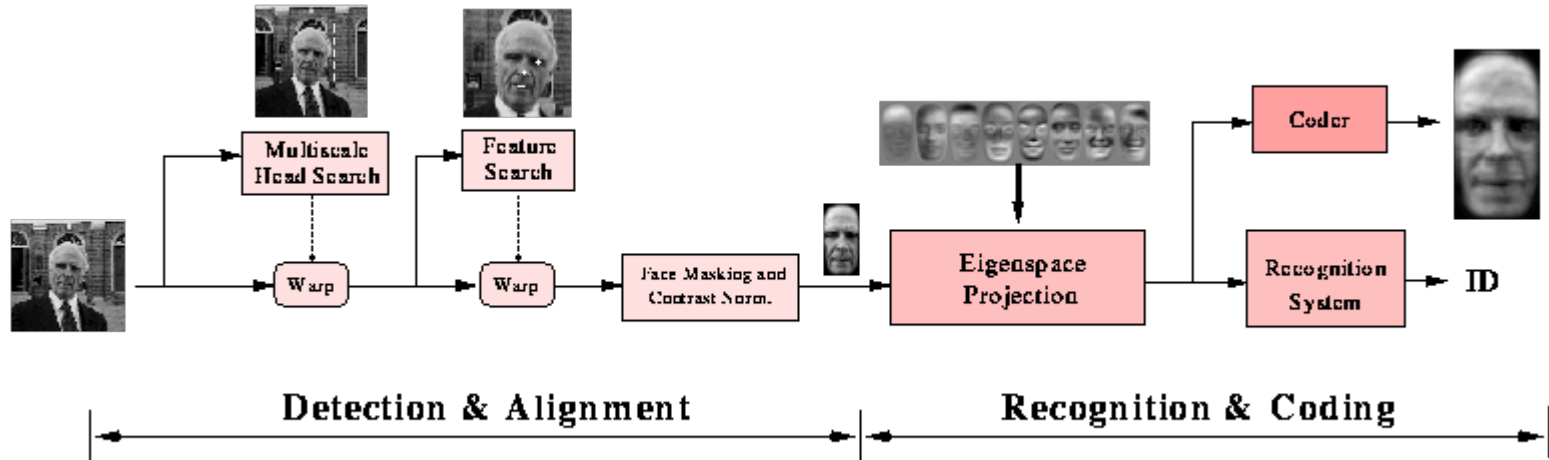 Multiscale
Head Search
Feature
Search
Warp
Warp
Face Masking and
Contrast Norm.
Eigenspace
Projection
Coder
Recognition
System
ID
Detection & Alignment
Recognition & Coding